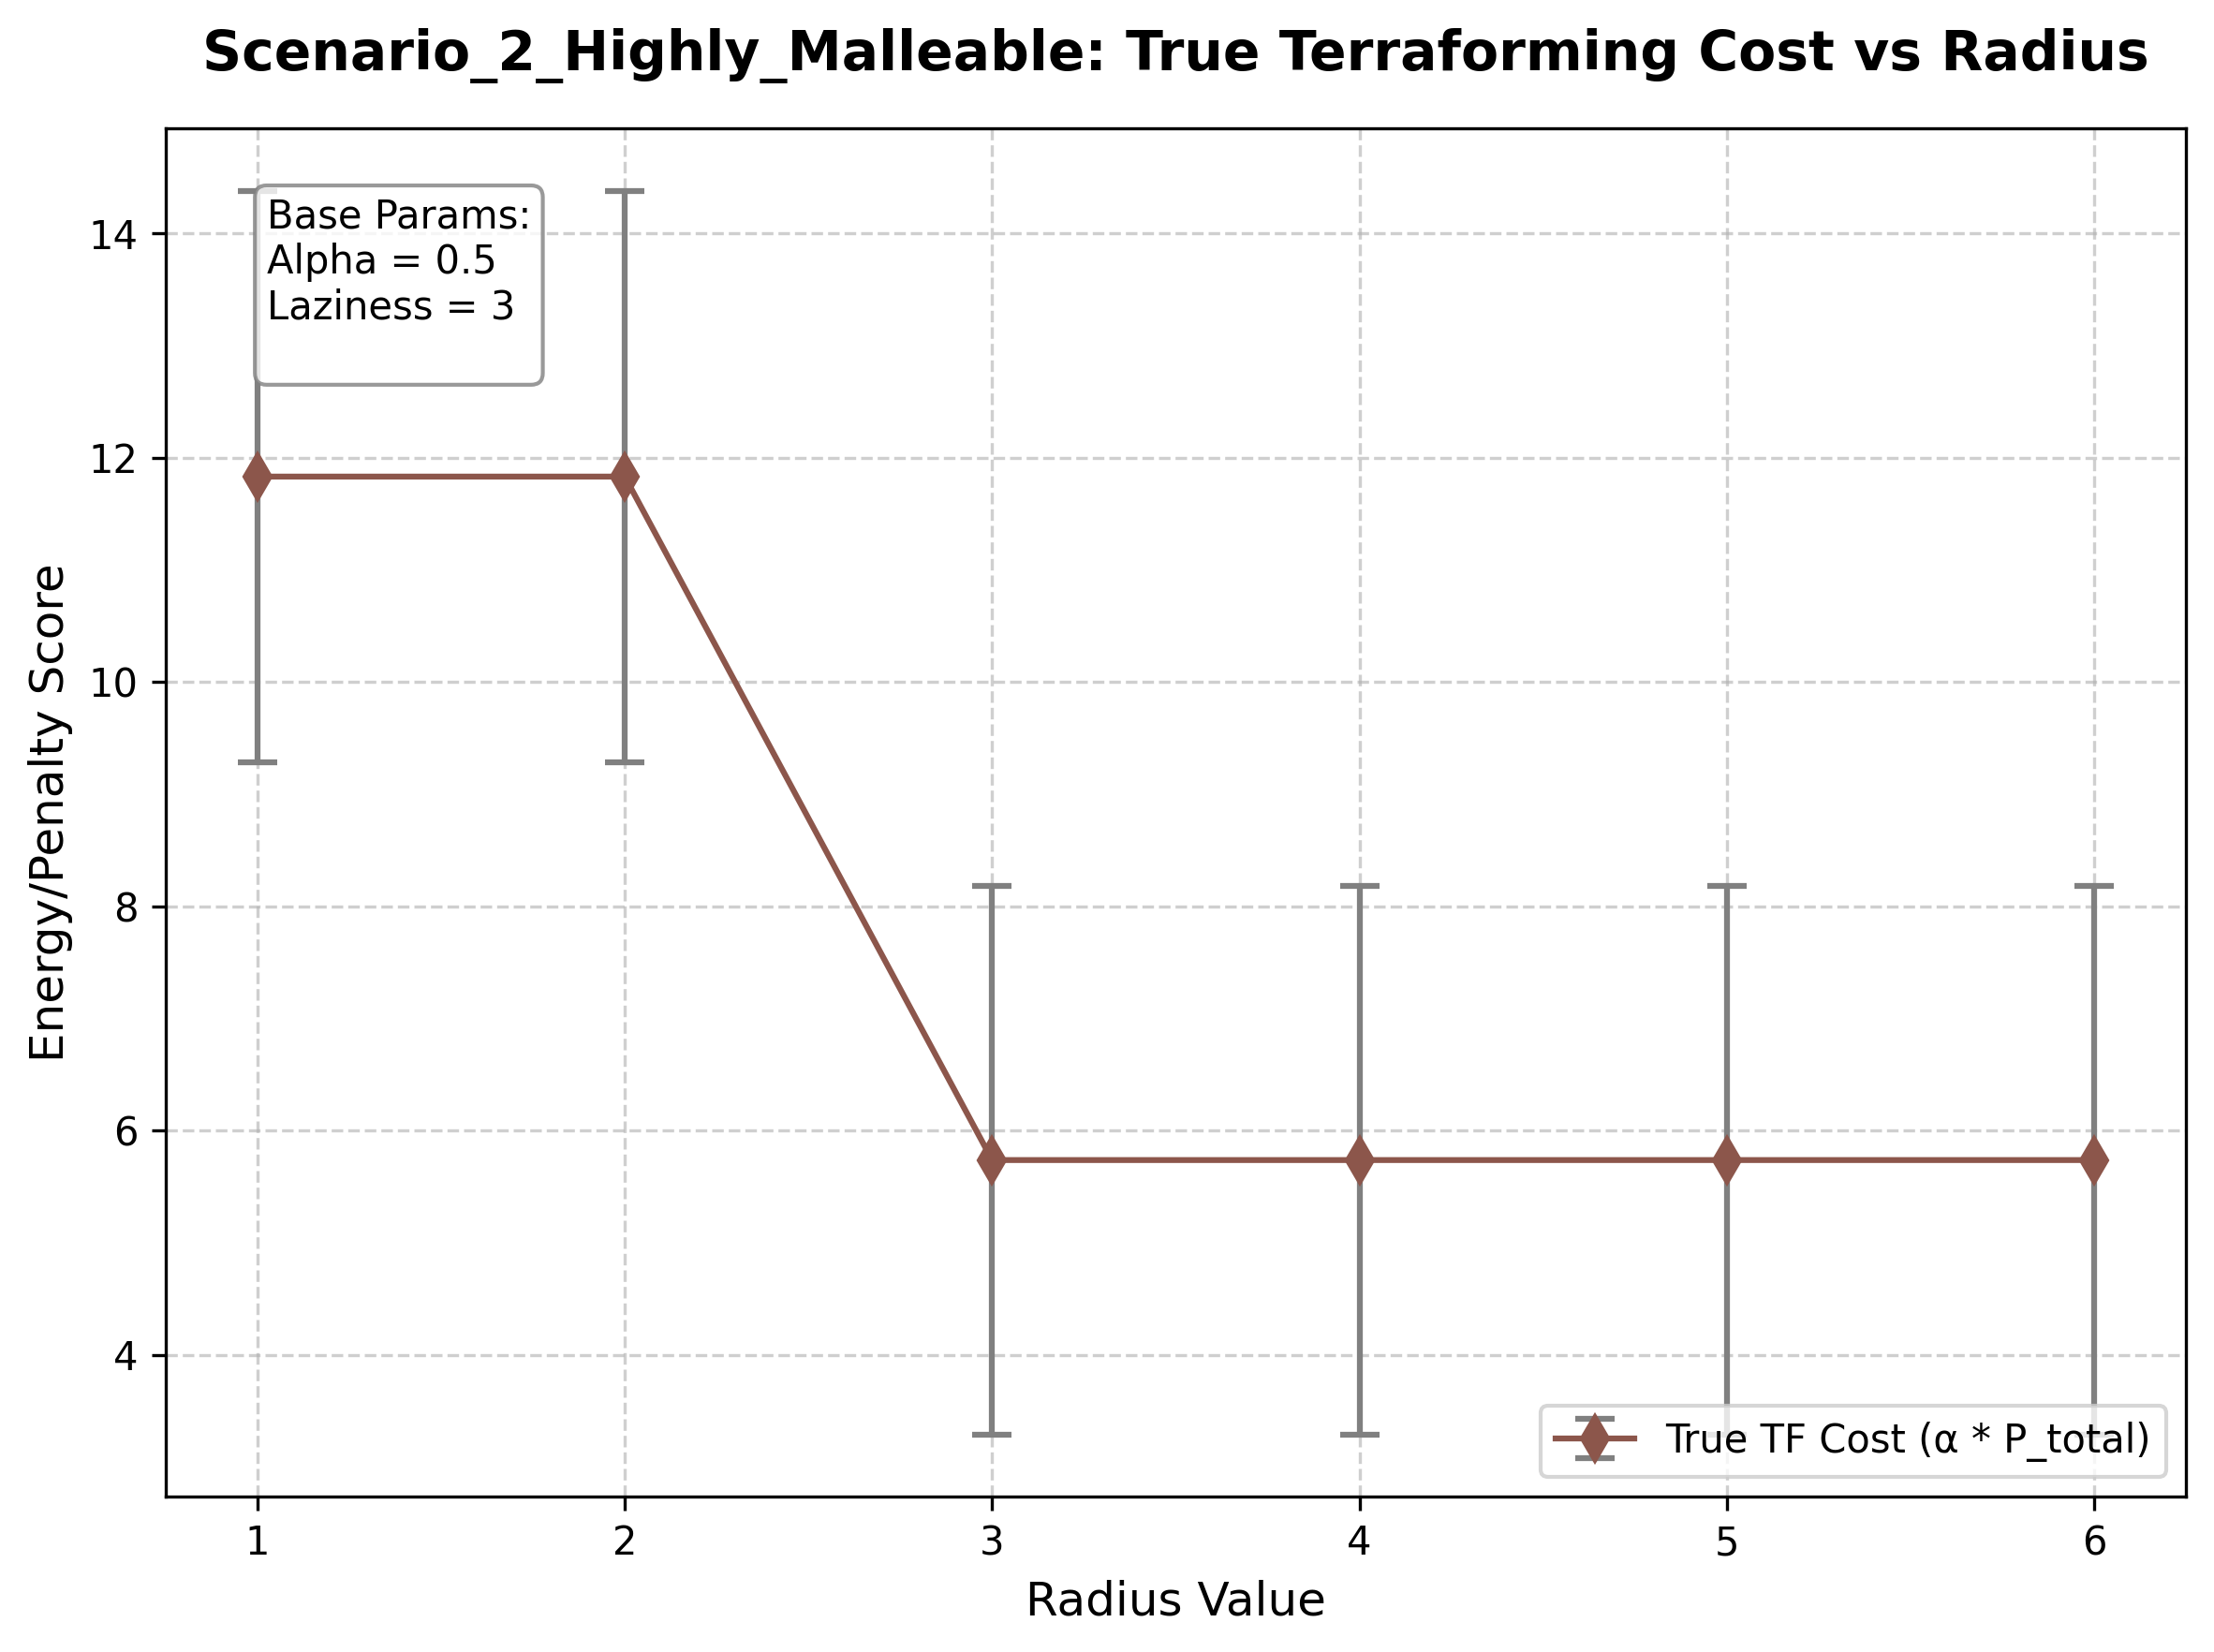 Scenario_2_Highly_Malleable: True Terraforming Cost vs Radius
Base Params:
Alpha = 0.5
Laziness = 3
14
12
10
8
6
4
Energy/Penalty Score
True TF Cost (α * P_total)
1 2 3 4 5 6
Radius Value